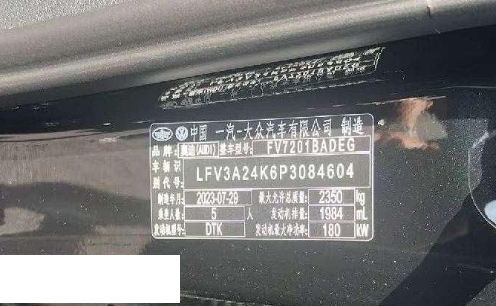 中国 一汽-大众汽车有限公司 制造
品牌: 奥迪(AUDI) 整车型号: FV7201BADEG
车辆识别代号: LFV3A24K6P3084604
制造年月 2023-07-29 最大允许总质量: 2350 kg
乘坐人数: 5 人 发动机排量: 1984 mL
发动机型号: DTK 发动机最大净功率: 180 kW